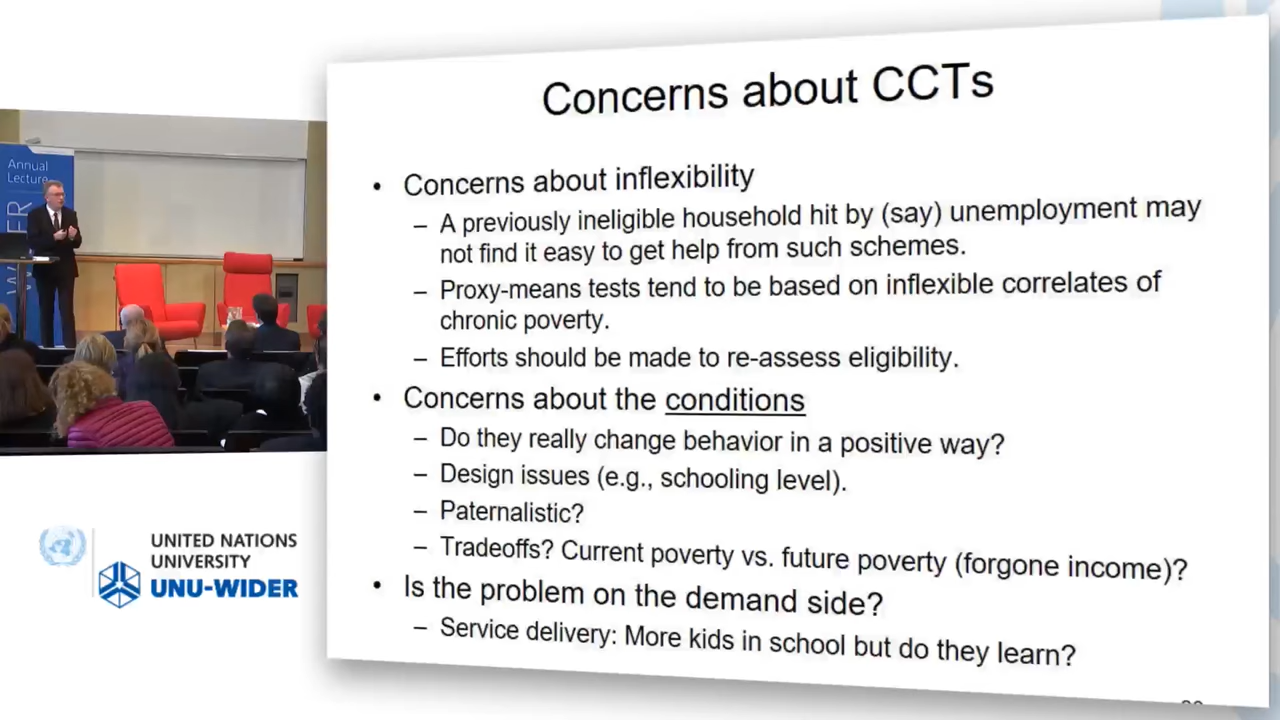 Concerns about CCTs
• Concerns about inflexibility
– A previously ineligible household hit by (say) unemployment may
not find it easy to get help from such schemes.
– Proxy-means tests tend to be based on inflexible correlates of
chronic poverty.
– Efforts should be made to re-assess eligibility.
• Concerns about the conditions
– Do they really change behavior in a positive way?
– Design issues (e.g., schooling level).
– Paternalistic?
– Tradeoffs? Current poverty vs. future poverty (forgone income)?
• Is the problem on the demand side?
– Service delivery: More kids in school but do they learn?
Annual
Lecture
UNITED NATIONS
UNIVERSITY
UNU-WIDER